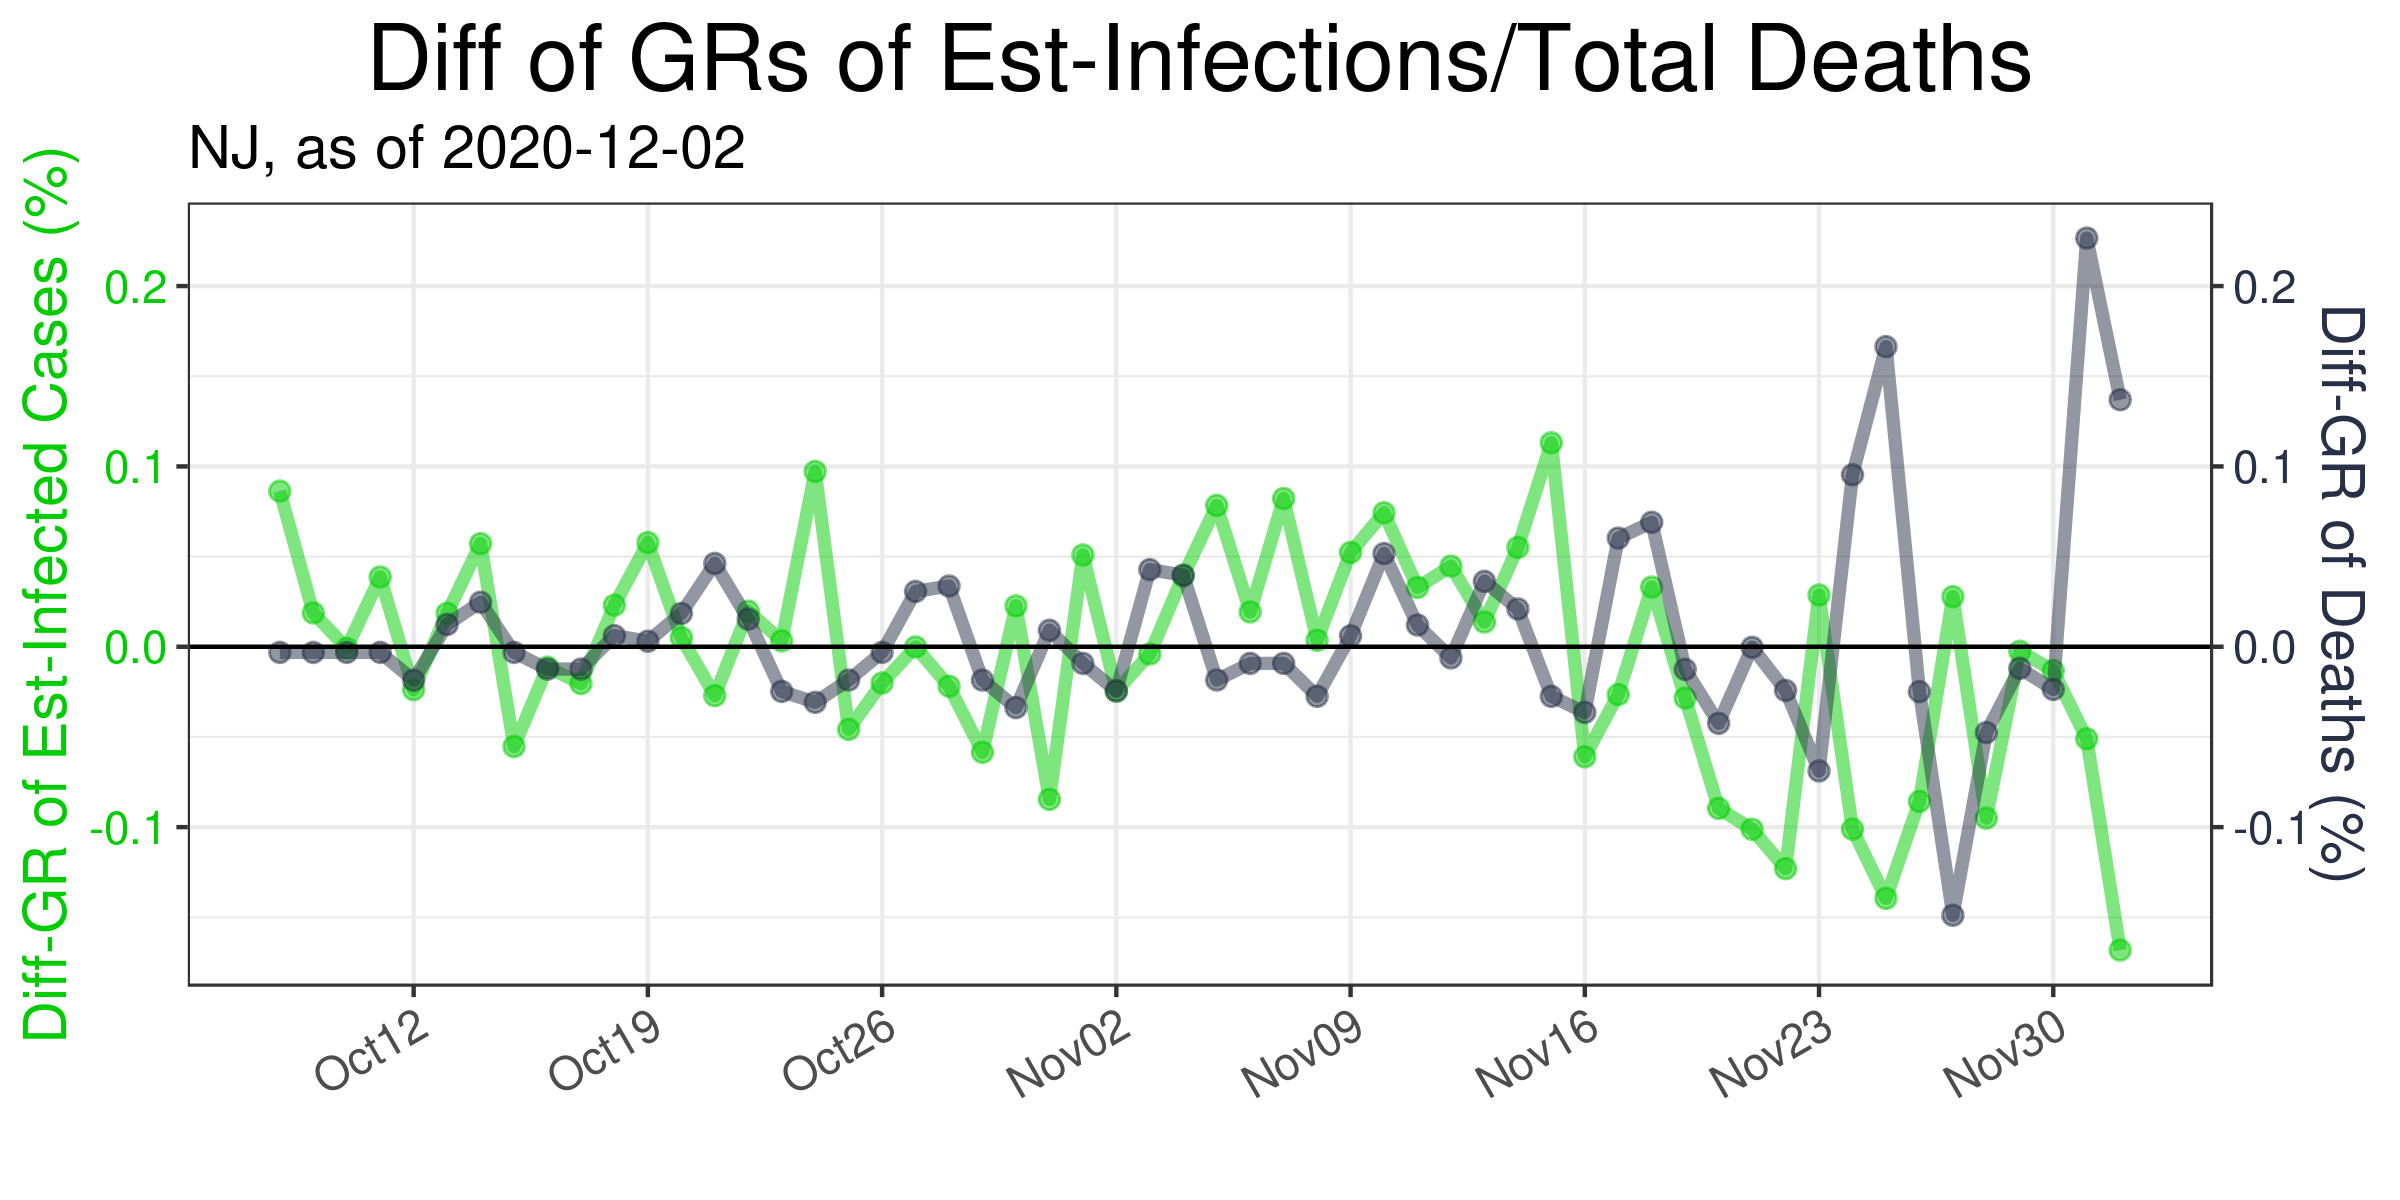 Diff of GRs of Est-Infections/Total Deaths
NJ, as of 2020-12-02
Diff-GR of Est-Infected Cases (%)
0.2
0.1
0.0
-0.1
0.2
0.1
0.0
-0.1
Diff-GR of Deaths (%)
Oct12
Oct19
Oct26
Nov02
Nov09
Nov16
Nov23
Nov30